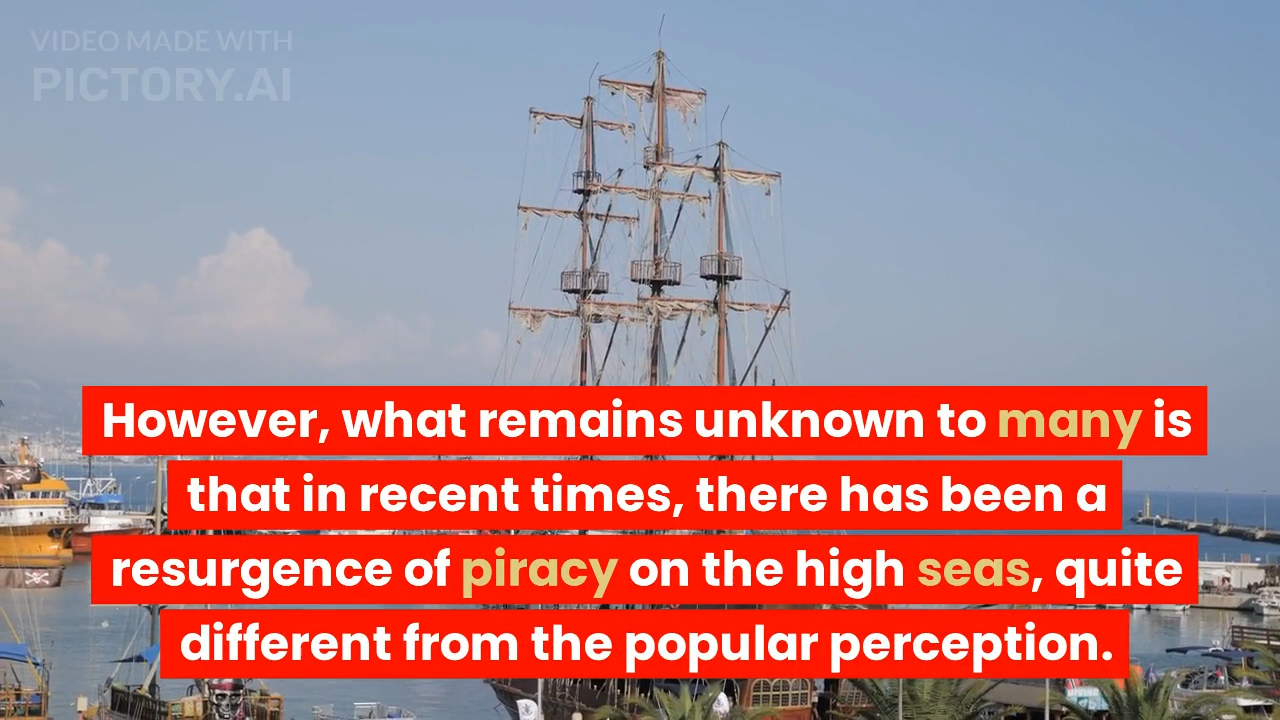 VIDEO MADE WITH
PICTORY.AI
However, what remains unknown to many is
that in recent times, there has been a
resurgence of piracy on the high seas, quite
different from the popular perception.